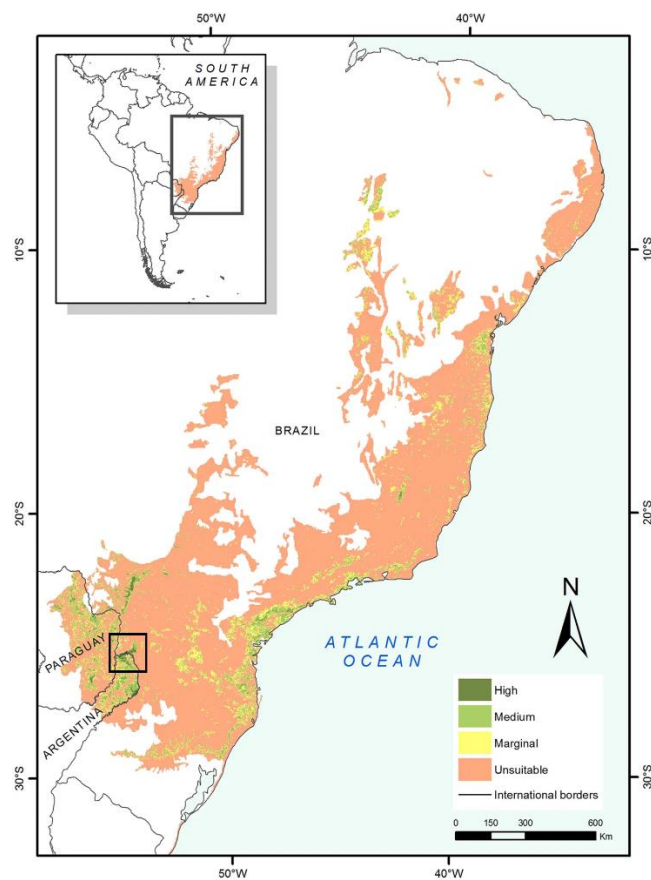 50°W
40°W
SOUTH
AMERICA
10°S
10°S
BRAZIL
20°S
20°S
PARAGUAY
ATLANTIC
OCEAN
ARGENTINA
N
High
Medium
Marginal
Unsuitable
International borders
30°S
30°S
0 150 300 600
Km
50°W
40°W